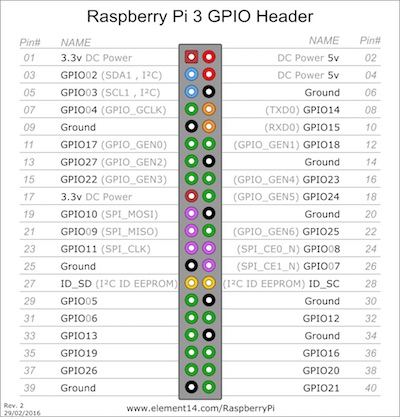 Raspberry Pi 3 GPIO Header
Pin# NAME NAME Pin#
01 3.3v DC Power DC Power 5v 02
03 GPIO02 (SDA1 , I²C) DC Power 5v 04
05 GPIO03 (SCL1 , I²C) Ground 06
07 GPIO04 (GPIO_GCLK) (TXD0) GPIO14 08
09 Ground (RXD0) GPIO15 10
11 GPIO17 (GPIO_GEN0) (GPIO_GEN1) GPIO18 12
13 GPIO27 (GPIO_GEN2) Ground 14
15 GPIO22 (GPIO_GEN3) (GPIO_GEN4) GPIO23 16
17 3.3v DC Power (GPIO_GEN5) GPIO24 18
19 GPIO10 (SPI_MOSI) Ground 20
21 GPIO09 (SPI_MISO) (GPIO_GEN6) GPIO25 22
23 GPIO11 (SPI_CLK) (SPI_CE0_N) GPIO08 24
25 Ground (SPI_CE1_N) GPIO07 26
27 ID_SD (I²C ID EEPROM) (I²C ID EEPROM) ID_SC 28
29 GPIO05 Ground 30
31 GPIO06 GPIO12 32
33 GPIO13 Ground 34
35 GPIO19 GPIO16 36
37 GPIO26 GPIO20 38
39 Ground GPIO21 40
Rev. 2
29/02/2016
www.element14.com/RaspberryPi